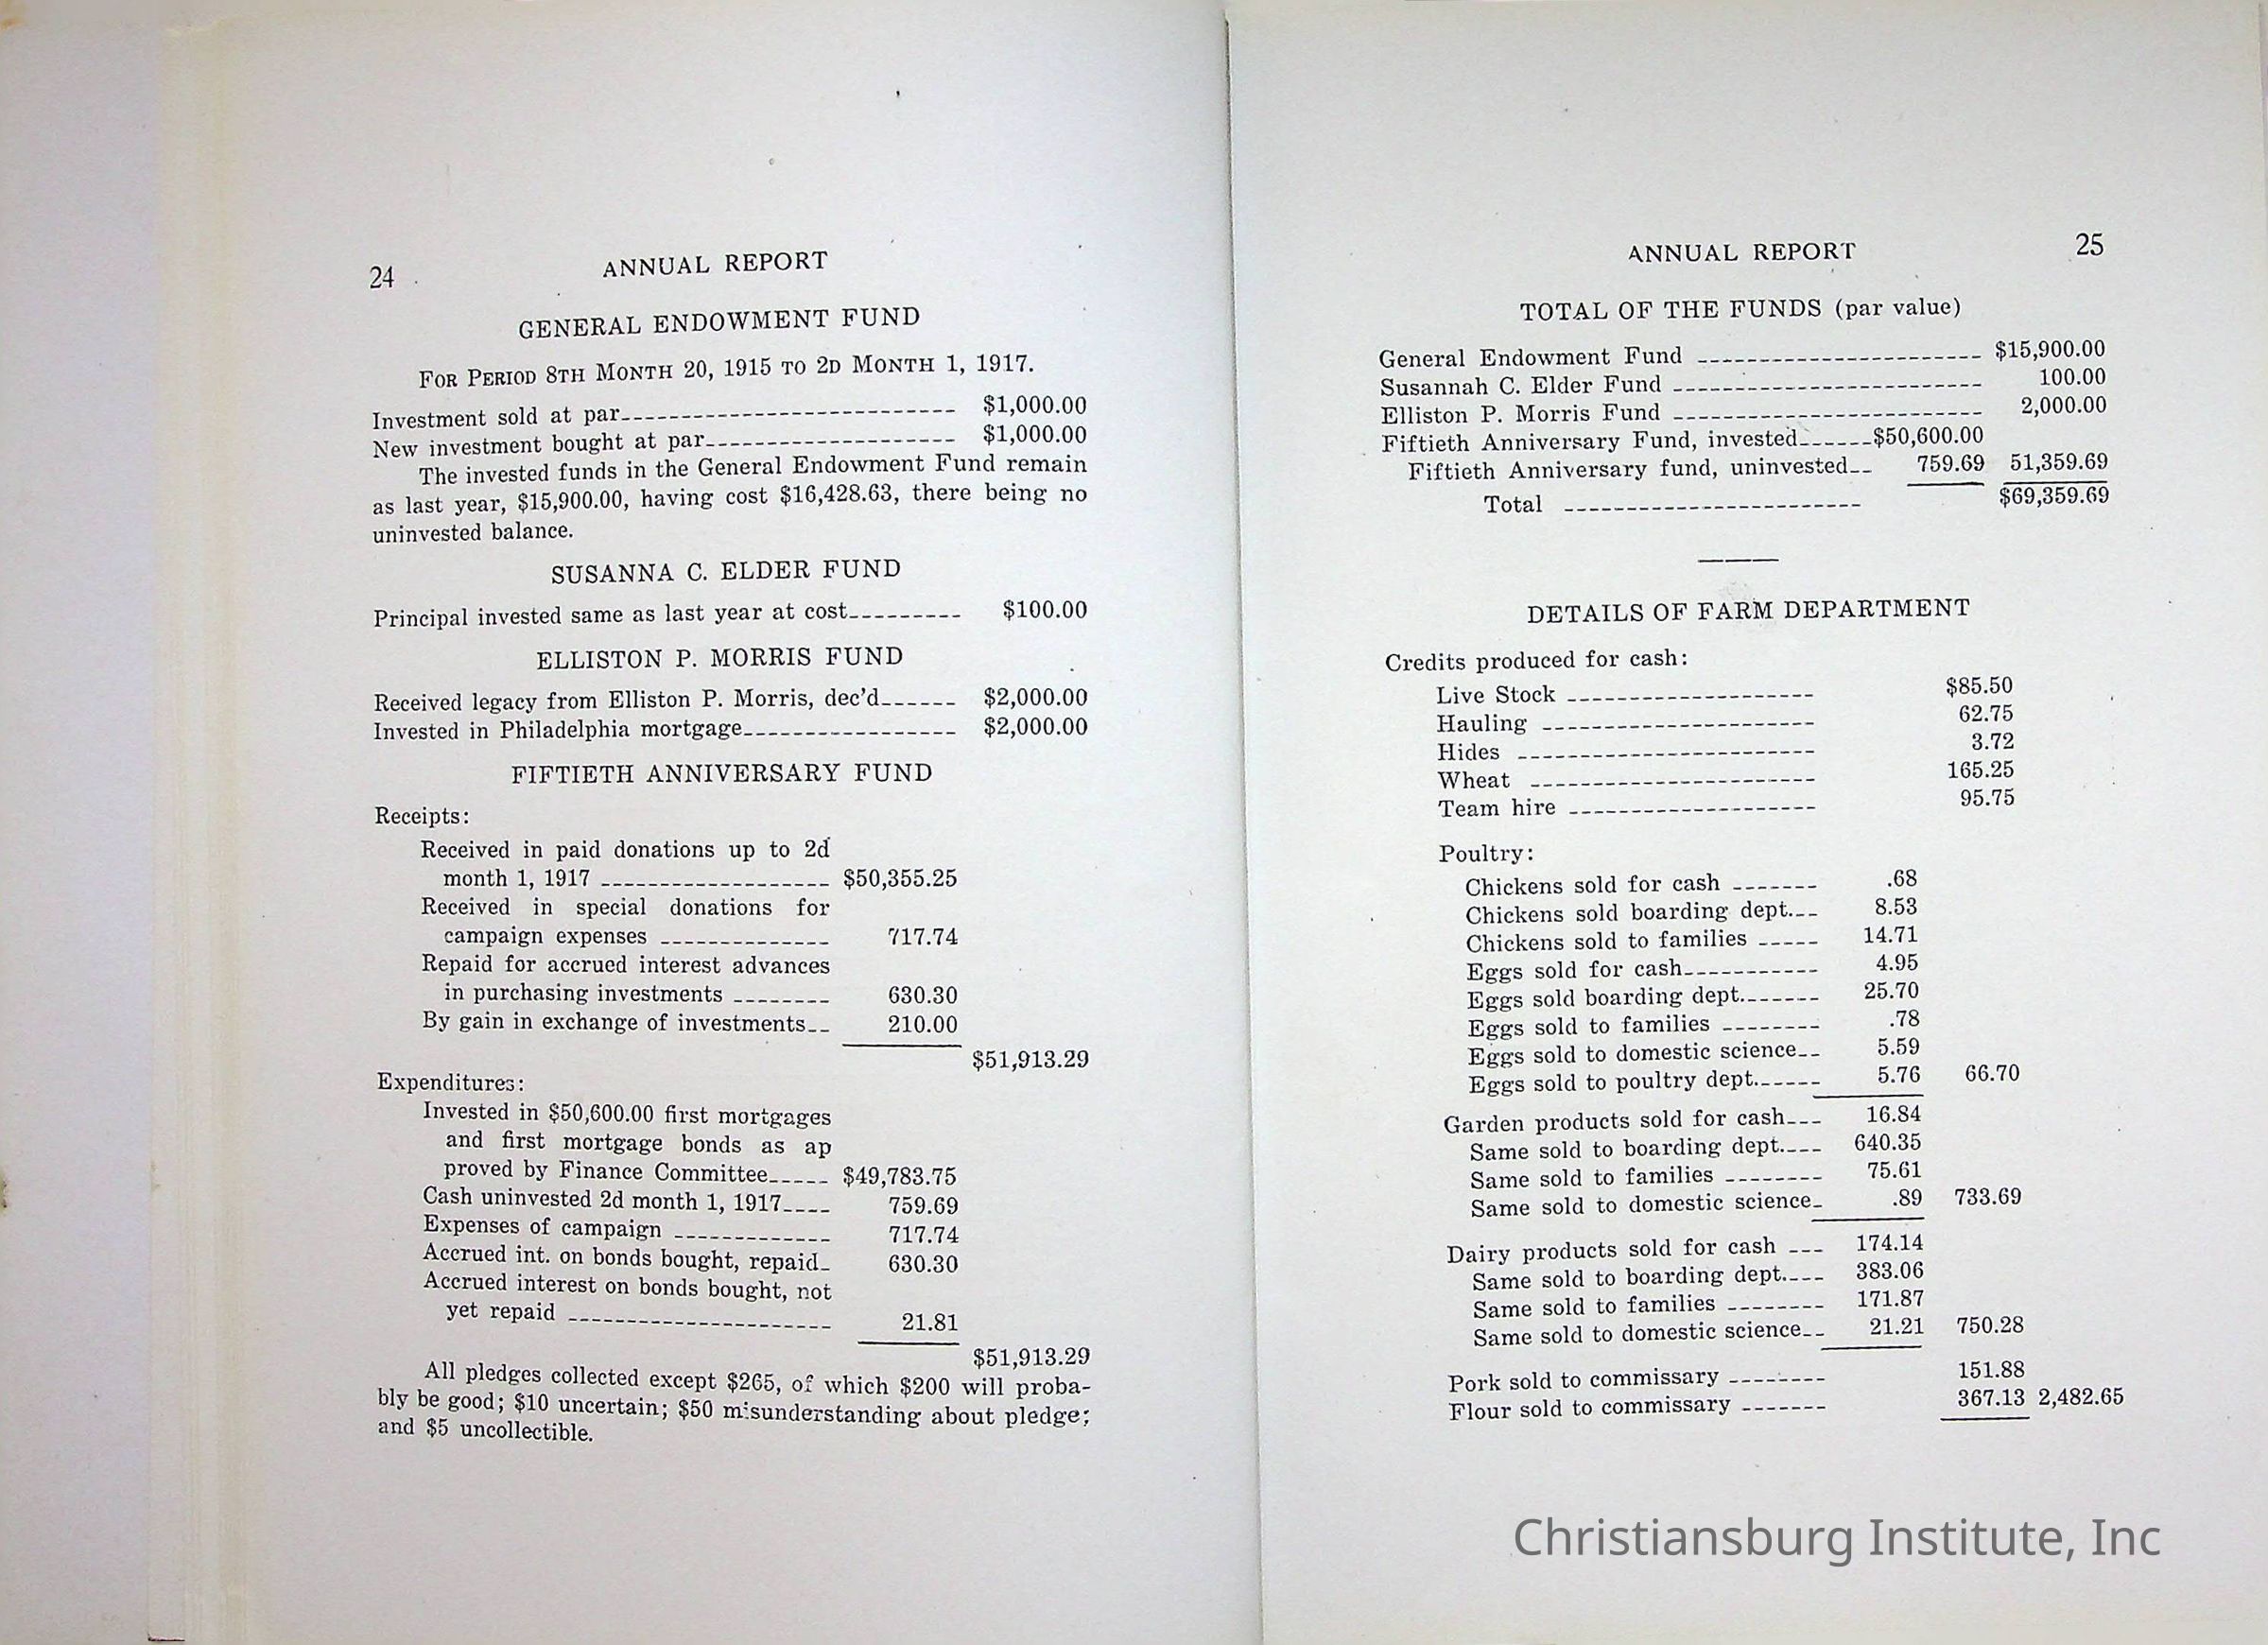 24 ANNUAL REPORT
GENERAL ENDOWMENT FUND
FOR PERIOD 8TH MONTH 20, 1915 TO 2D MONTH 1, 1917.
Investment sold at par $1,000.00
New investment bought at par $1,000.00
The invested funds in the General Endowment Fund remain
as last year, $15,900.00, having cost $16,428.63, there being no
uninvested balance.
SUSANNA C. ELDER FUND
Principal invested same as last year at cost $100.00
ELLISTON P. MORRIS FUND
Received legacy from Elliston P. Morris, dec'd $2,000.00
Invested in Philadelphia mortgage $2,000.00
FIFTIETH ANNIVERSARY FUND
Receipts:
Received in paid donations up to 2d
month 1, 1917 $50,355.25
Received in special donations for
campaign expenses 717.74
Repaid for accrued interest advances
in purchasing investments 630.30
By gain in exchange of investments 210.00
$51,913.29
Expenditures:
Invested in $50,600.00 first mortgages
and first mortgage bonds as ap
proved by Finance Committee $49,783.75
Cash uninvested 2d month 1, 1917 759.69
Expenses of campaign 717.74
Accrued int. on bonds bought, repaid 630.30
Accrued interest on bonds bought, not
yet repaid 21.81
$51,913.29
All pledges collected except $265, of which $200 will proba-
bly be good; $10 uncertain; $50 misunderstanding about pledge;
and $5 uncollectible.
ANNUAL REPORT 25
TOTAL OF THE FUNDS (par value)
General Endowment Fund $15,900.00
Susannah C. Elder Fund 100.00
Elliston P. Morris Fund 2,000.00
Fiftieth Anniversary Fund, invested $50,600.00
Fiftieth Anniversary fund, uninvested 759.69 51,359.69
Total $69,359.69
DETAILS OF FARM DEPARTMENT
Credits produced for cash:
Live Stock $85.50
Hauling 62.75
Hides 3.72
Wheat 165.25
Team hire 95.75
Poultry:
Chickens sold for cash .68
Chickens sold boarding dept. 8.53
Chickens sold to families 14.71
Eggs sold for cash 4.95
Eggs sold boarding dept. 25.70
Eggs sold to families .78
Eggs sold to domestic science 5.59
Eggs sold to poultry dept. 5.76 66.70
Garden products sold for cash 16.84
Same sold to boarding dept. 640.35
Same sold to families 75.61
Same sold to domestic science .89 733.69
Dairy products sold for cash 174.14
Same sold to boarding dept. 383.06
Same sold to families 171.87
Same sold to domestic science 21.21 750.28
Pork sold to commissary 151.88
Flour sold to commissary 367.13 2,482.65
Christiansburg Institute, Inc